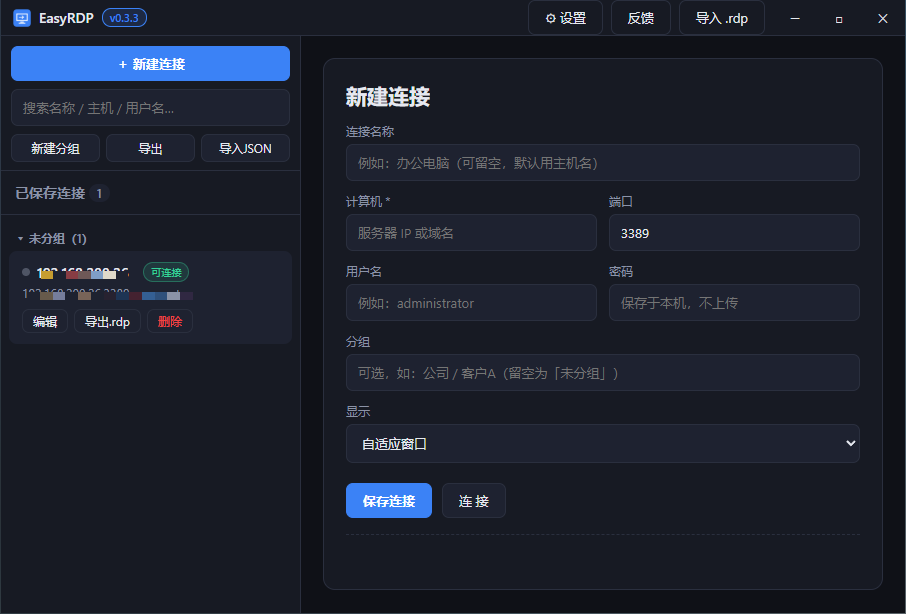 EasyRDP v0.3.3
⚙ 设置 反馈 导入 .rdp
+ 新建连接
搜索名称 / 主机 / 用户名...
新建分组 导出 导入JSON
已保存连接 1
未分组 (1)
可连接
编辑 导出.rdp 删除
新建连接
连接名称
例如：办公电脑（可留空，默认用主机名）
计算机 * 端口
服务器 IP 或域名 3389
用户名 密码
例如：administrator 保存于本机，不上传
分组
可选，如：公司 / 客户A（留空为「未分组」）
显示
自适应窗口
保存连接 连 接